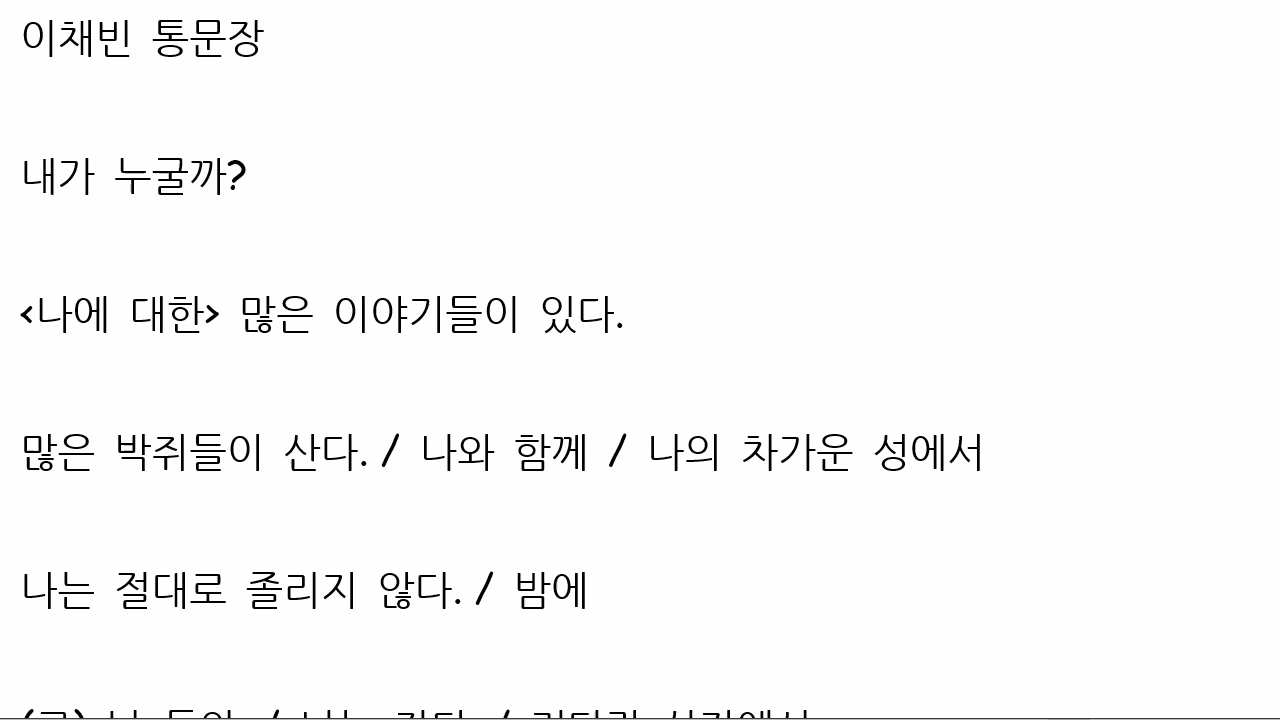 이채빈 통문장
내가 누굴까?
<나에 대한> 많은 이야기들이 있다.
많은 박쥐들이 산다. / 나와 함께 / 나의 차가운 성에서
나는 절대로 졸리지 않다. / 밤에